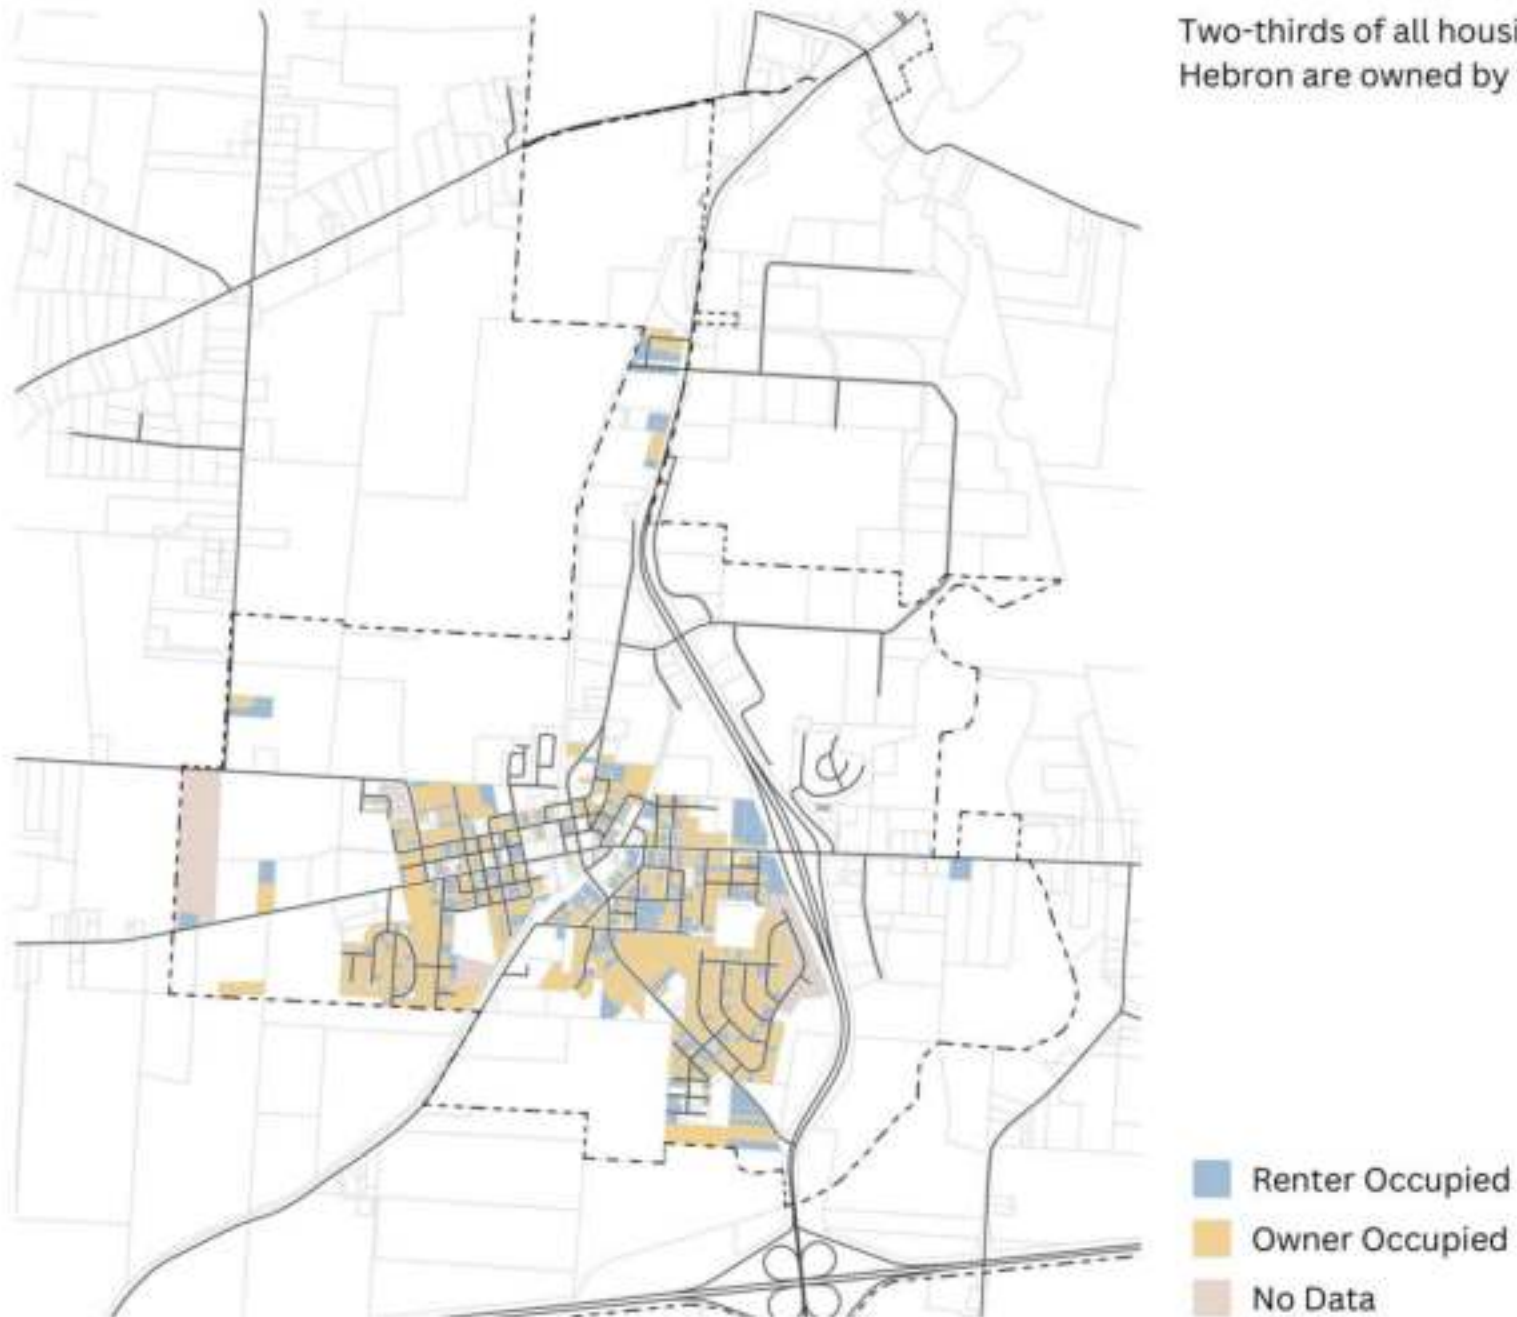 Two-thirds of all housi
Hebron are owned by
Renter Occupied
Owner Occupied
No Data